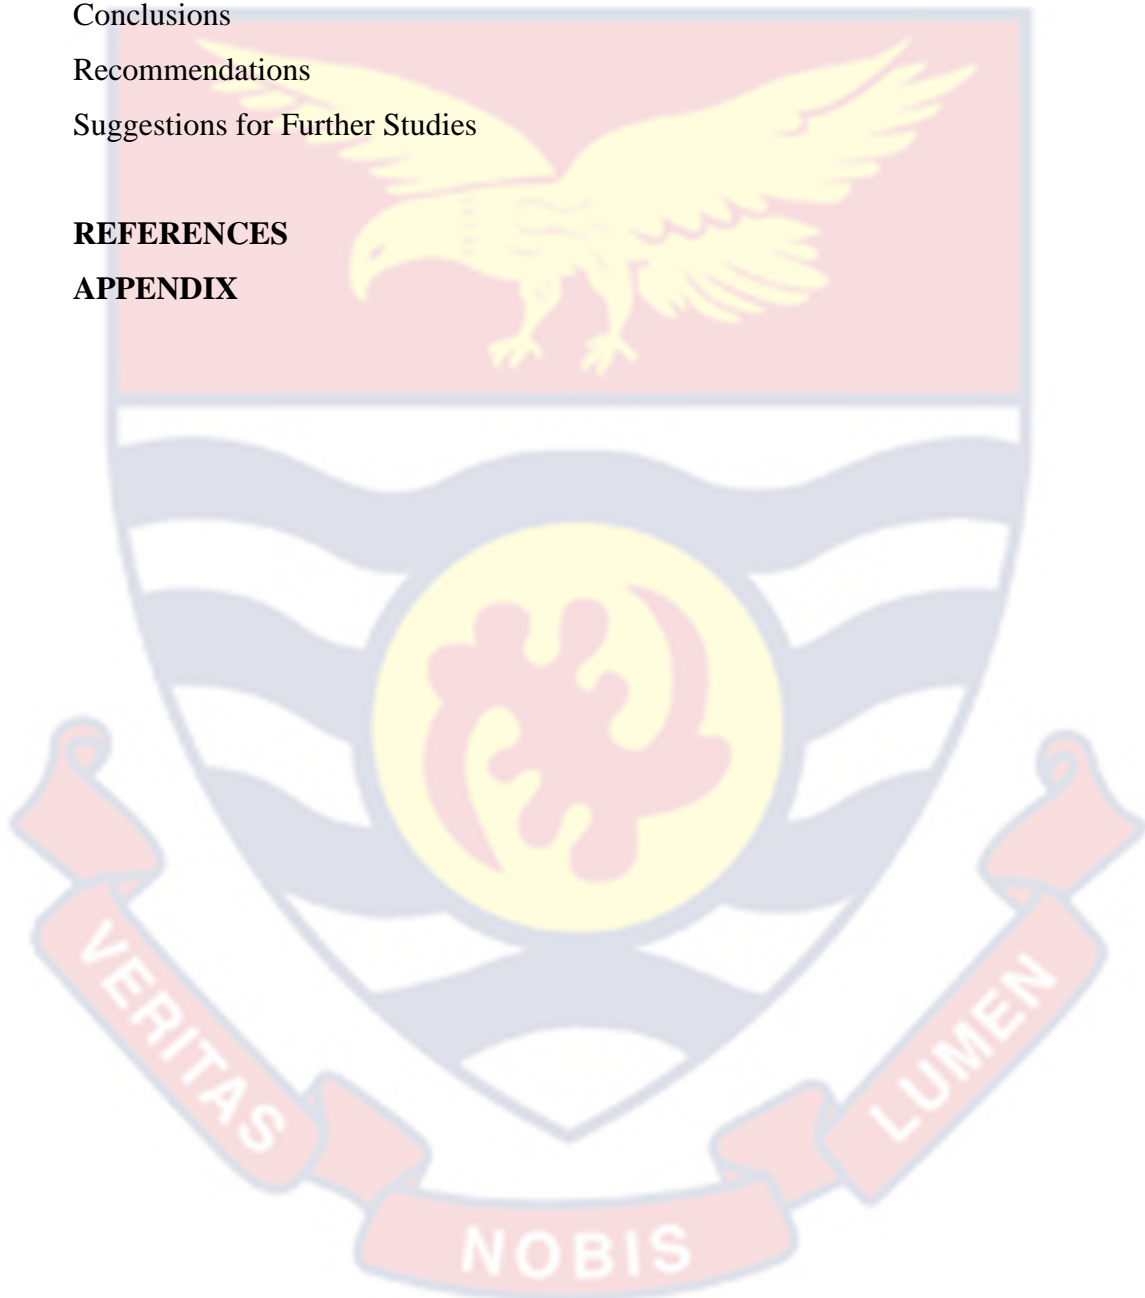 Conclusions
Recommendations
Suggestions for Further Studies
REFERENCES
APPENDIX
VERITAS
NOBIS
LUMEN